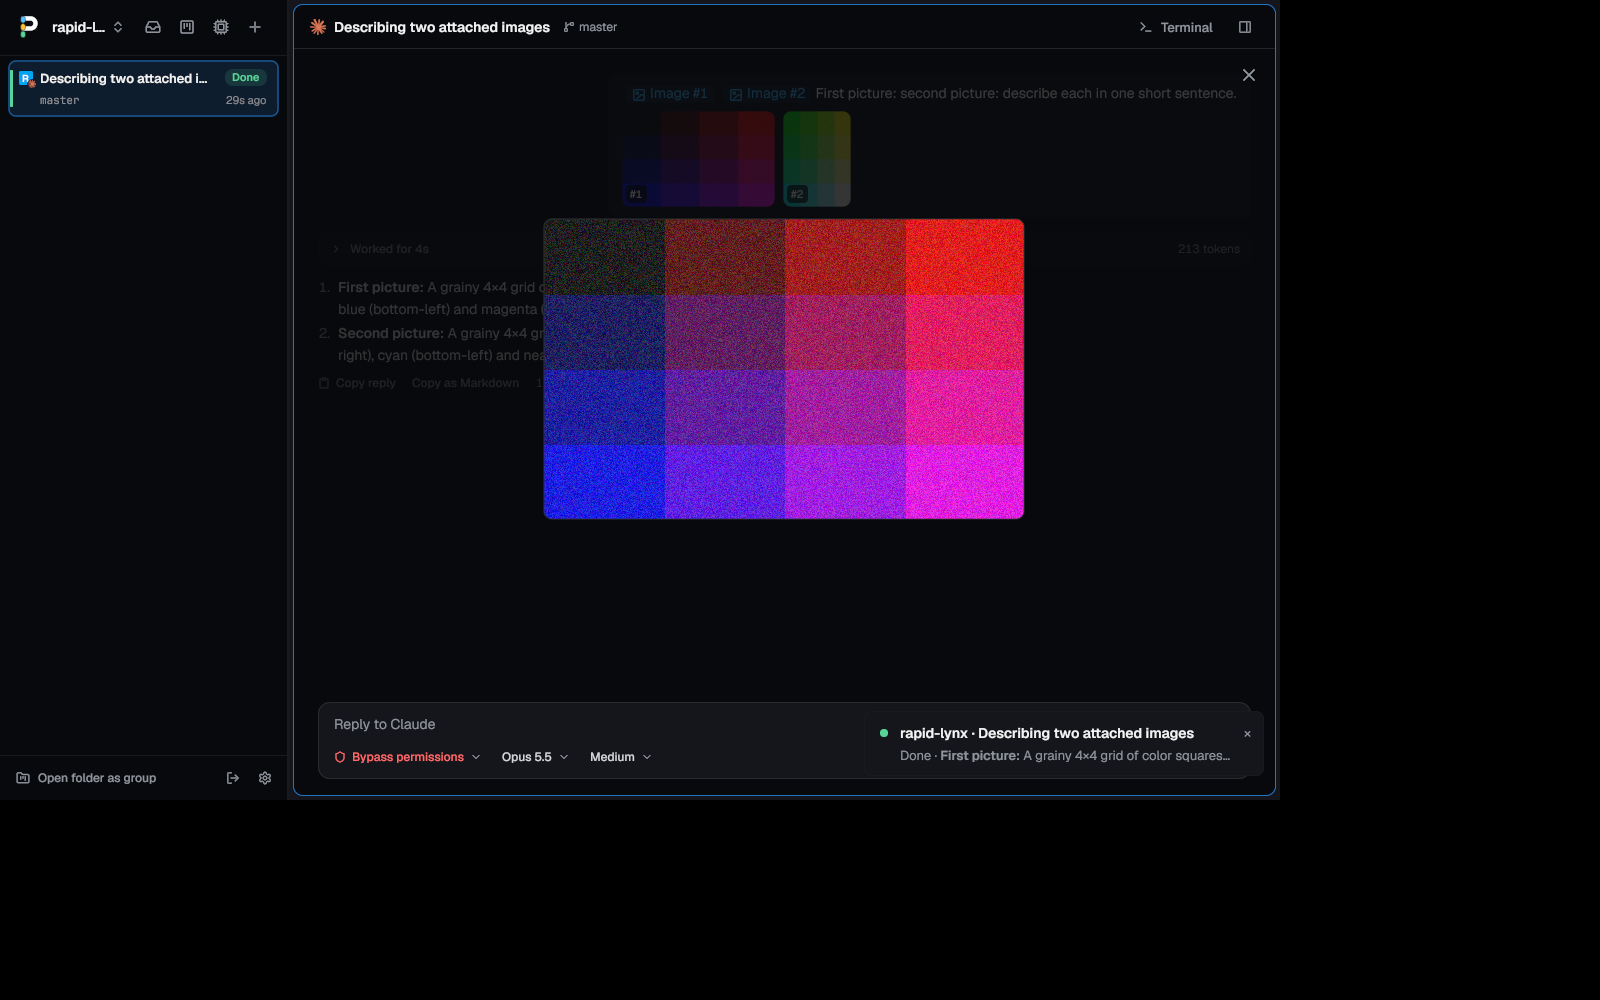 rapid-L...
Describing two attached i...
Done
master
29s ago
Open folder as group
Describing two attached images
master
Terminal
Image #1 Image #2 First picture: second picture: describe each in one short sentence.
#1
#2
Worked for 4s
213 tokens
1. First picture: A grainy 4×4 grid
blue (bottom-left) and magenta
2. Second picture: A grainy 4×4
right), cyan (bottom-left) and
Copy reply Copy as Markdown
Reply to Claude
Bypass permissions
Opus 5.5
Medium
rapid-lynx · Describing two attached images
×
Done · First picture: A grainy 4×4 grid of color squares...